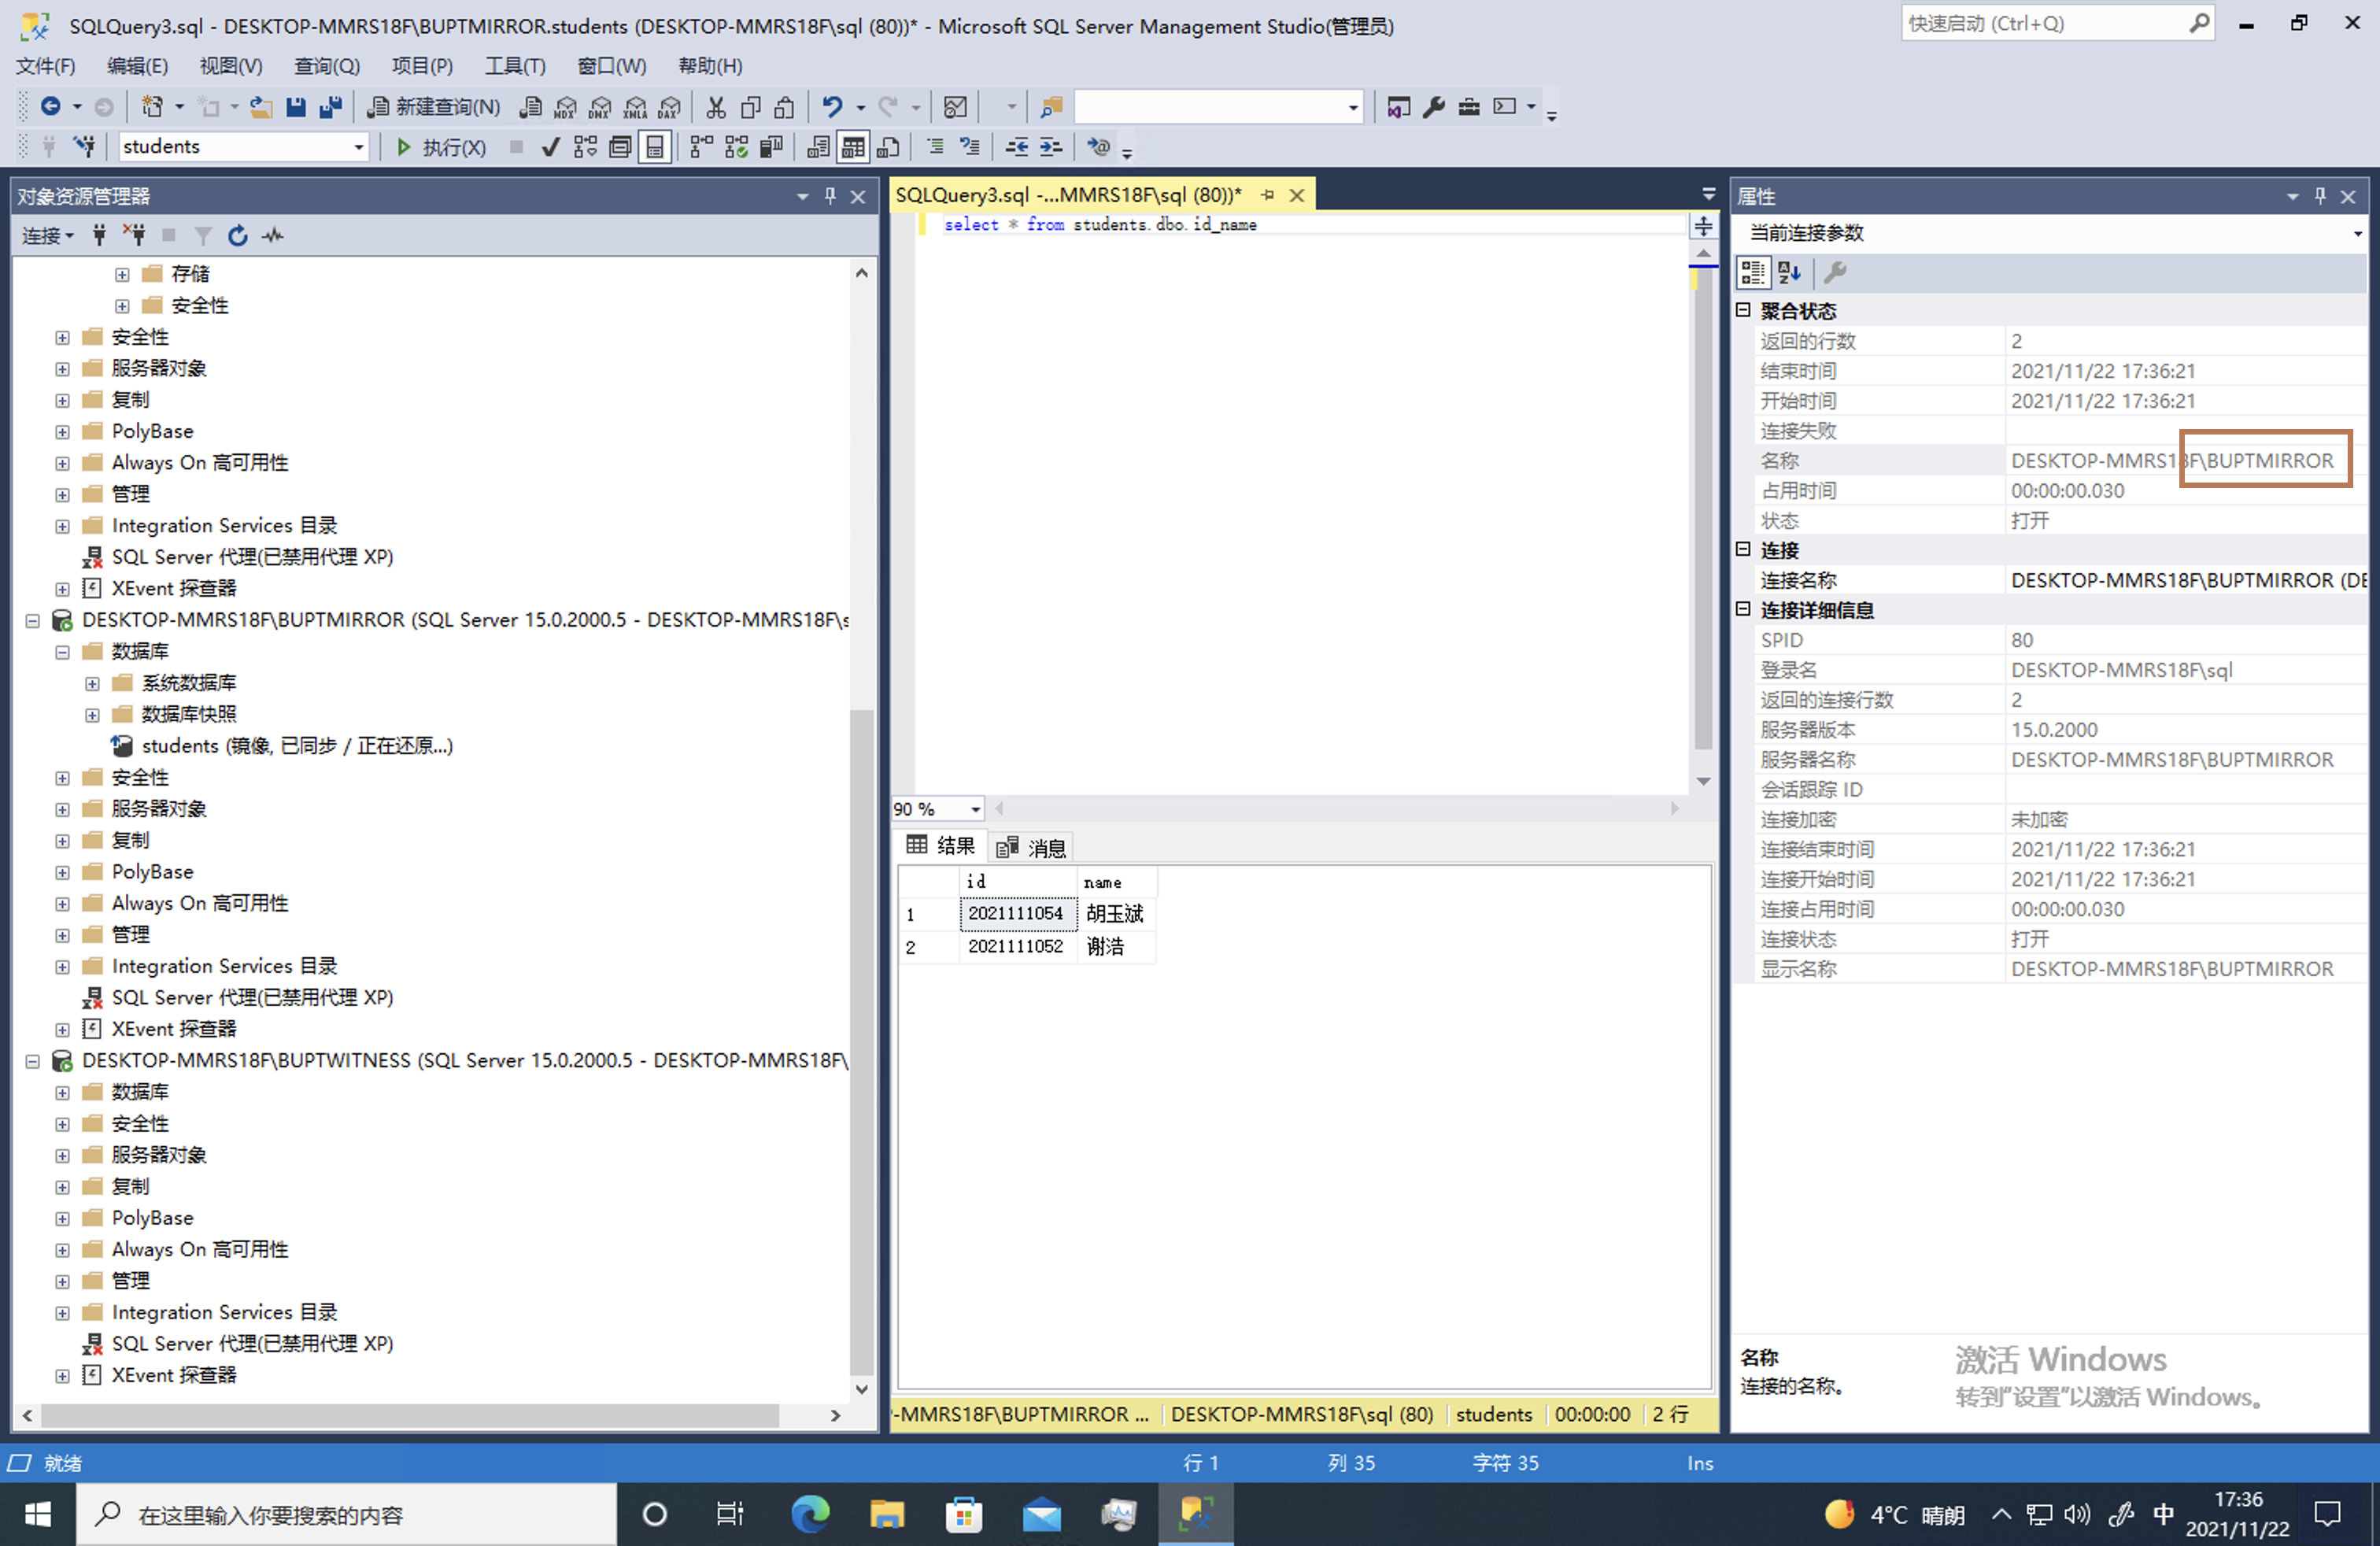 SQLQuery3.sql - DESKTOP-MMRS18F\BUPTMIRROR.students (DESKTOP-MMRS18F\sql (80))* - Microsoft SQL Server Management Studio(管理员)
快速启动 (Ctrl+Q)
文件(F) 编辑(E) 视图(V) 查询(Q) 项目(P) 工具(T) 窗口(W) 帮助(H)
新建查询(N) MDX DMX XMLA DAX
students 执行(X)
对象资源管理器
连接
存储
安全性
安全性
服务器对象
复制
PolyBase
Always On 高可用性
管理
Integration Services 目录
SQL Server 代理(已禁用代理 XP)
XEvent 探查器
DESKTOP-MMRS18F\BUPTMIRROR (SQL Server 15.0.2000.5 - DESKTOP-MMRS18F\s
数据库
系统数据库
数据库快照
students (镜像, 已同步 / 正在还原...)
安全性
服务器对象
复制
PolyBase
Always On 高可用性
管理
Integration Services 目录
SQL Server 代理(已禁用代理 XP)
XEvent 探查器
DESKTOP-MMRS18F\BUPTWITNESS (SQL Server 15.0.2000.5 - DESKTOP-MMRS18F\
数据库
安全性
服务器对象
复制
PolyBase
Always On 高可用性
管理
Integration Services 目录
SQL Server 代理(已禁用代理 XP)
XEvent 探查器
SQLQuery3.sql -...MMRS18F\sql (80))*
select * from students.dbo.id_name
90 %
结果 消息
id name
1 2021111054 胡玉斌
2 2021111052 谢浩
-MMRS18F\BUPTMIRROR ... DESKTOP-MMRS18F\sql (80) students 00:00:00 2 行
属性
当前连接参数
聚合状态
返回的行数 2
结束时间 2021/11/22 17:36:21
开始时间 2021/11/22 17:36:21
连接失败
名称 DESKTOP-MMRS18F\BUPTMIRROR
占用时间 00:00:00.030
状态 打开
连接
连接名称 DESKTOP-MMRS18F\BUPTMIRROR (DE
连接详细信息
SPID 80
登录名 DESKTOP-MMRS18F\sql
返回的连接行数 2
服务器版本 15.0.2000
服务器名称 DESKTOP-MMRS18F\BUPTMIRROR
会话跟踪 ID
连接加密 未加密
连接结束时间 2021/11/22 17:36:21
连接开始时间 2021/11/22 17:36:21
连接占用时间 00:00:00.030
连接状态 打开
显示名称 DESKTOP-MMRS18F\BUPTMIRROR
名称
连接的名称。
激活 Windows
转到"设置"以激活 Windows。
就绪 行 1 列 35 字符 35 Ins
在这里输入你要搜索的内容
4°C 晴朗 中 17:36
2021/11/22